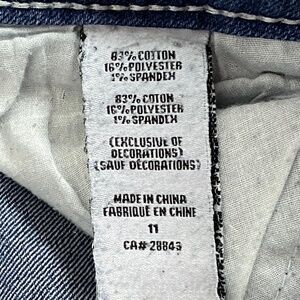 83% COTTON
16% POLYESTER
1% SPANDEX
83% COTON
16% POLYESTER
1% SPANDEX
(EXCLUSIVE OF
DECORATIONS)
(SAUF DÉCORATIONS)
MADE IN CHINA
FABRIQUÉ EN CHINE
11
CA# 28843